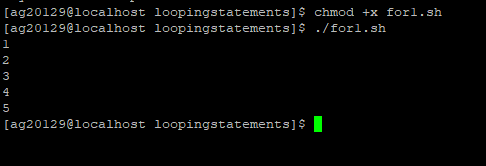 [ag20129@localhost loopingstatements]$ chmod +x for1.sh
[ag20129@localhost loopingstatements]$ ./for1.sh
1
2
3
4
5
[ag20129@localhost loopingstatements]$